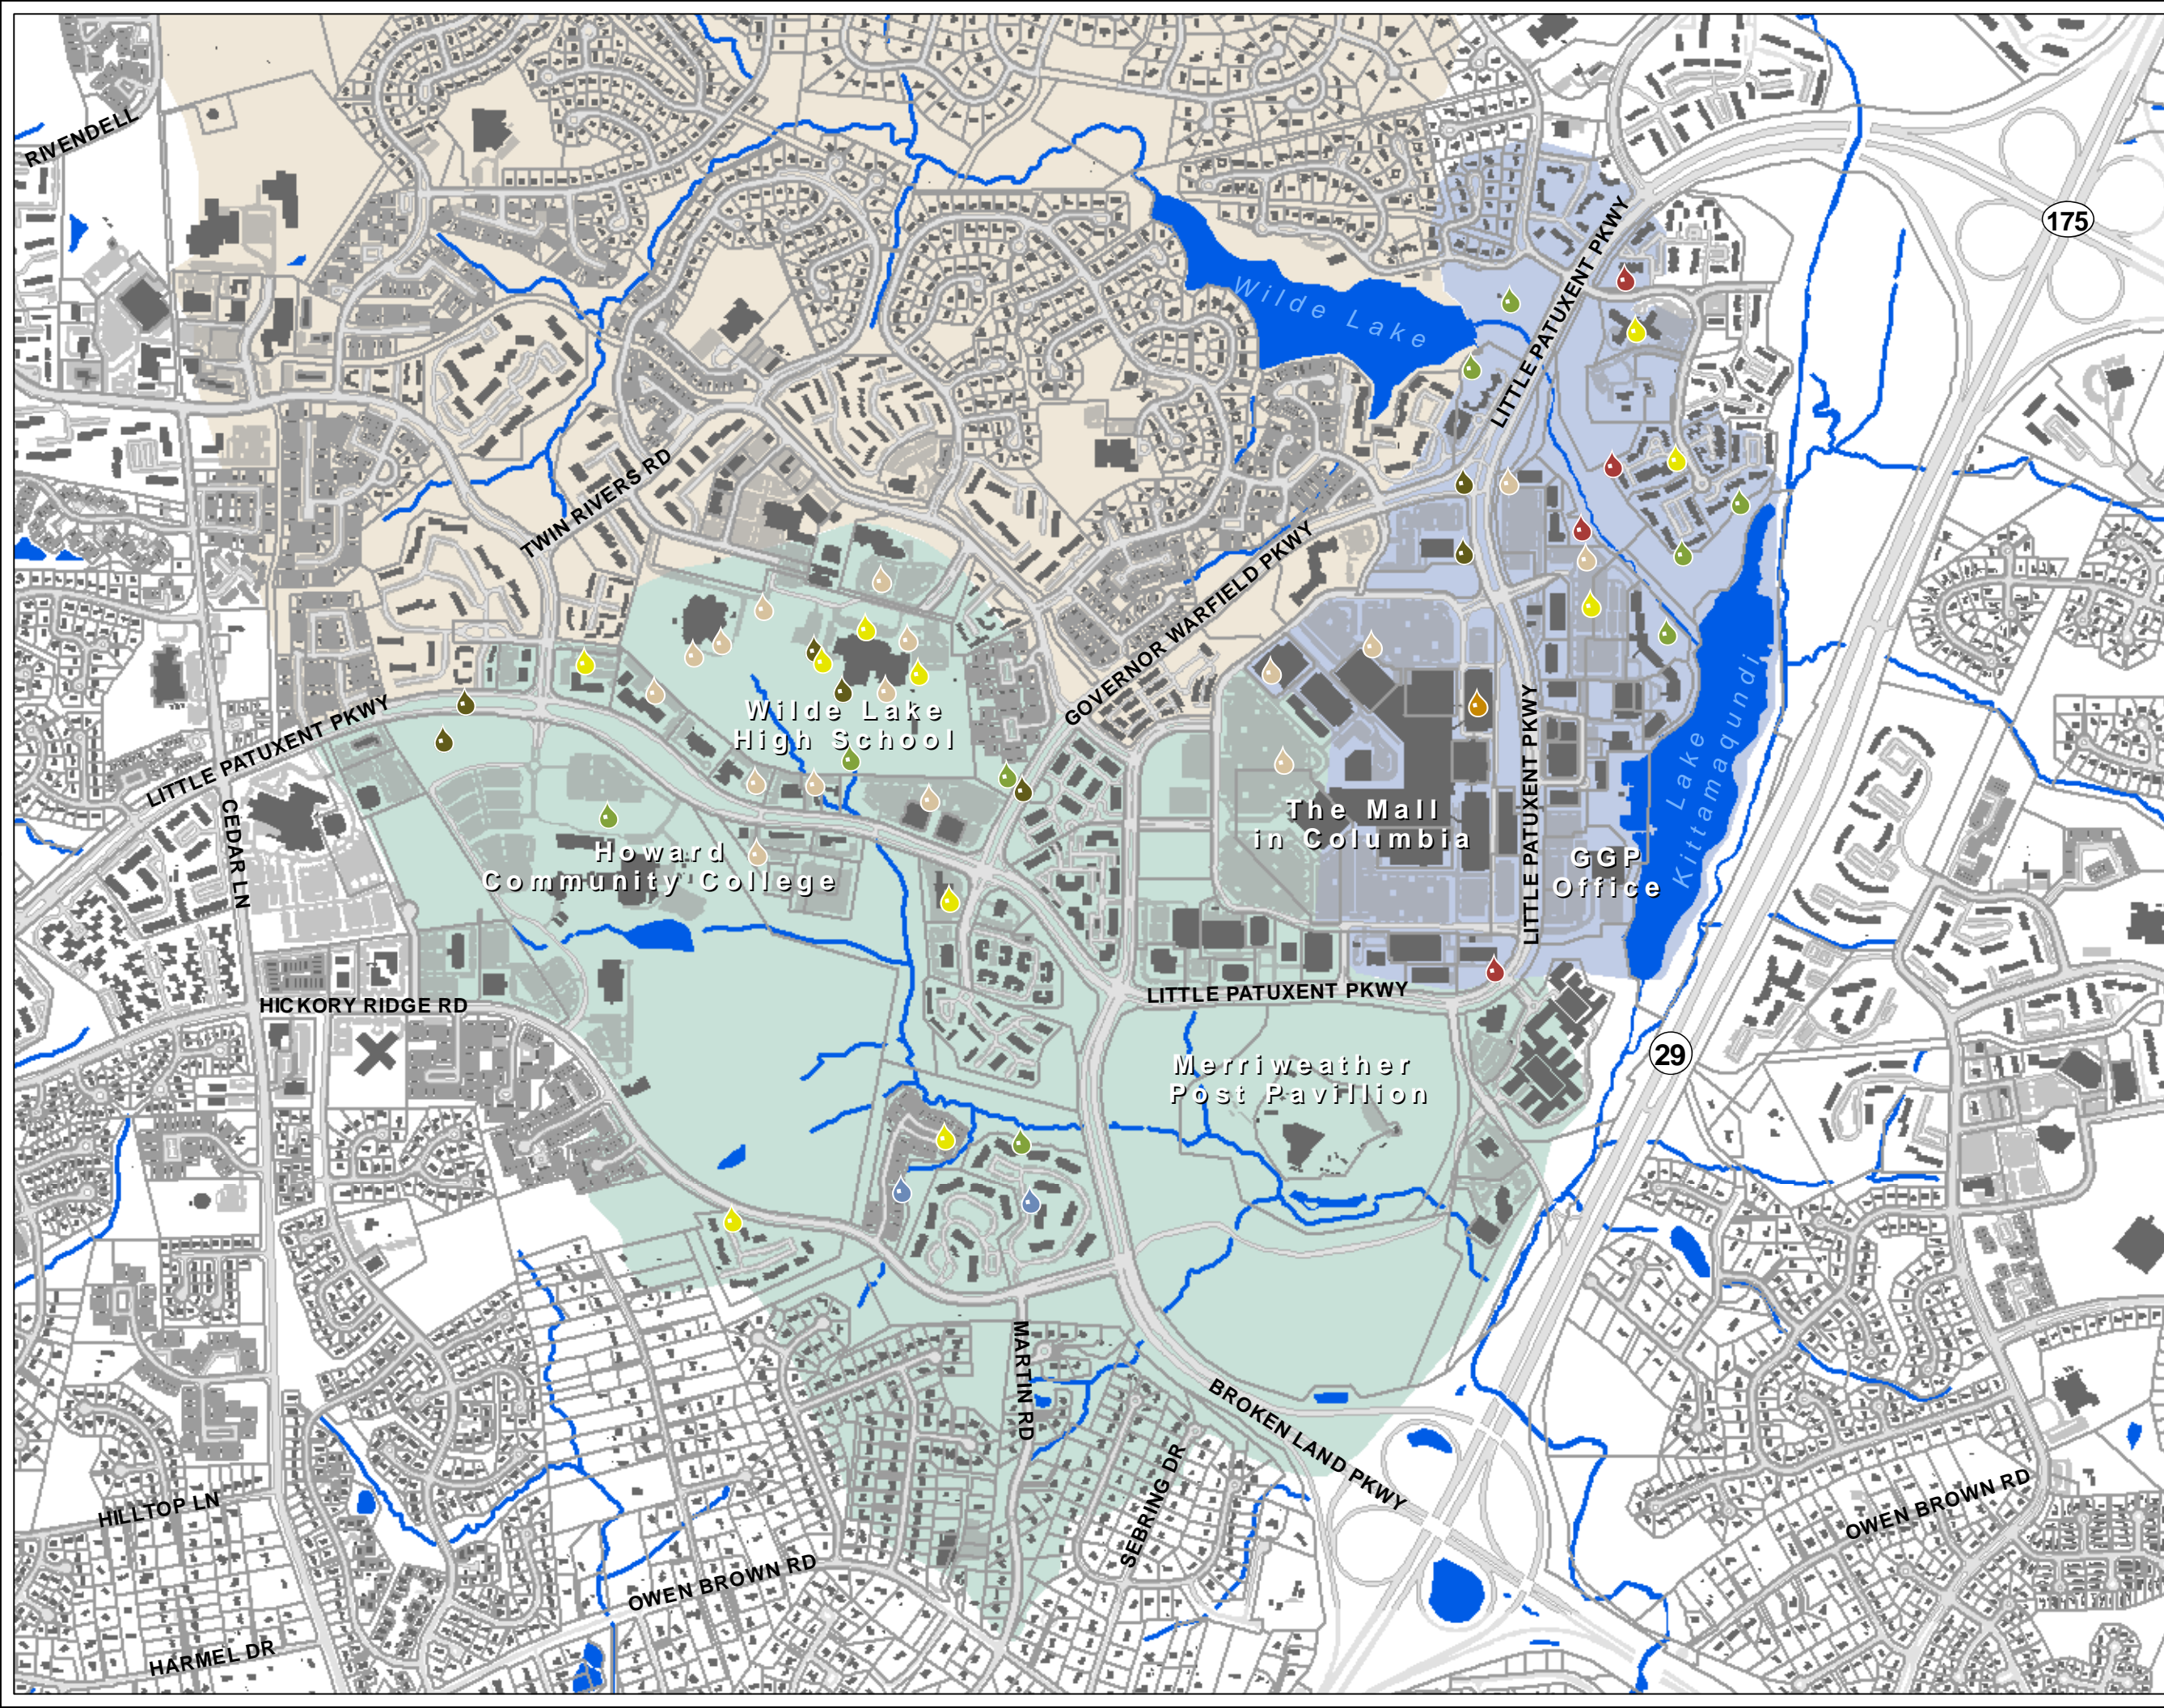 RIVENDELL
175
LITTLE PATUXENT PKWY
Wilde Lake
TWIN RIVERS RD
GOVERNOR WARFIELD PKWY
LITTLE PATUXENT PKWY
Wilde Lake
High School
LITTLE PATUXENT PKWY
Lake
Kittamaqundi
CEDAR LN
The Mall
in Columbia
Howard
Community College
GGP
Office
HICKORY RIDGE RD
LITTLE PATUXENT PKWY
29
Merriweather
Post Pavillion
MARTIN RD
BROKEN LAND PKWY
SEBRING DR
HILLTOP LN
OWEN BROWN RD
OWEN BROWN RD
HARMEL DR